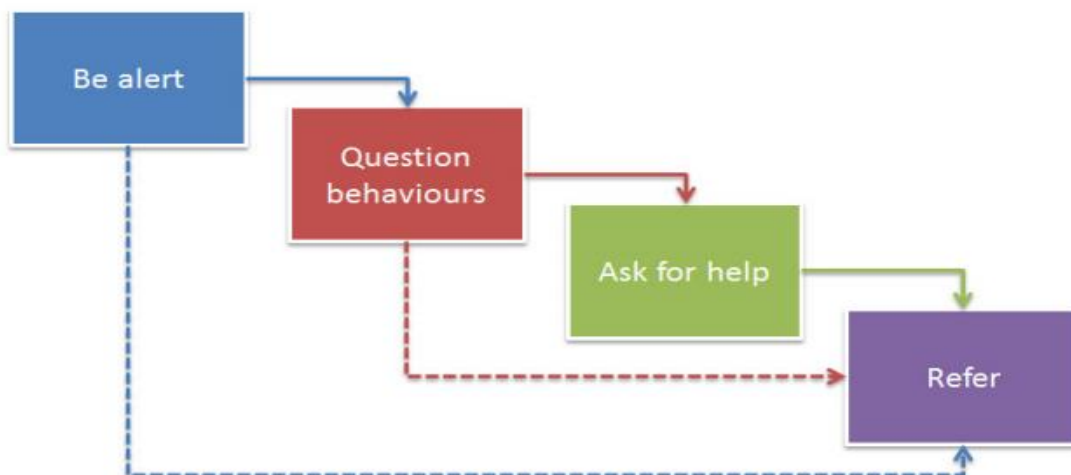 Be alert
Question
behaviours
Ask for help
Refer